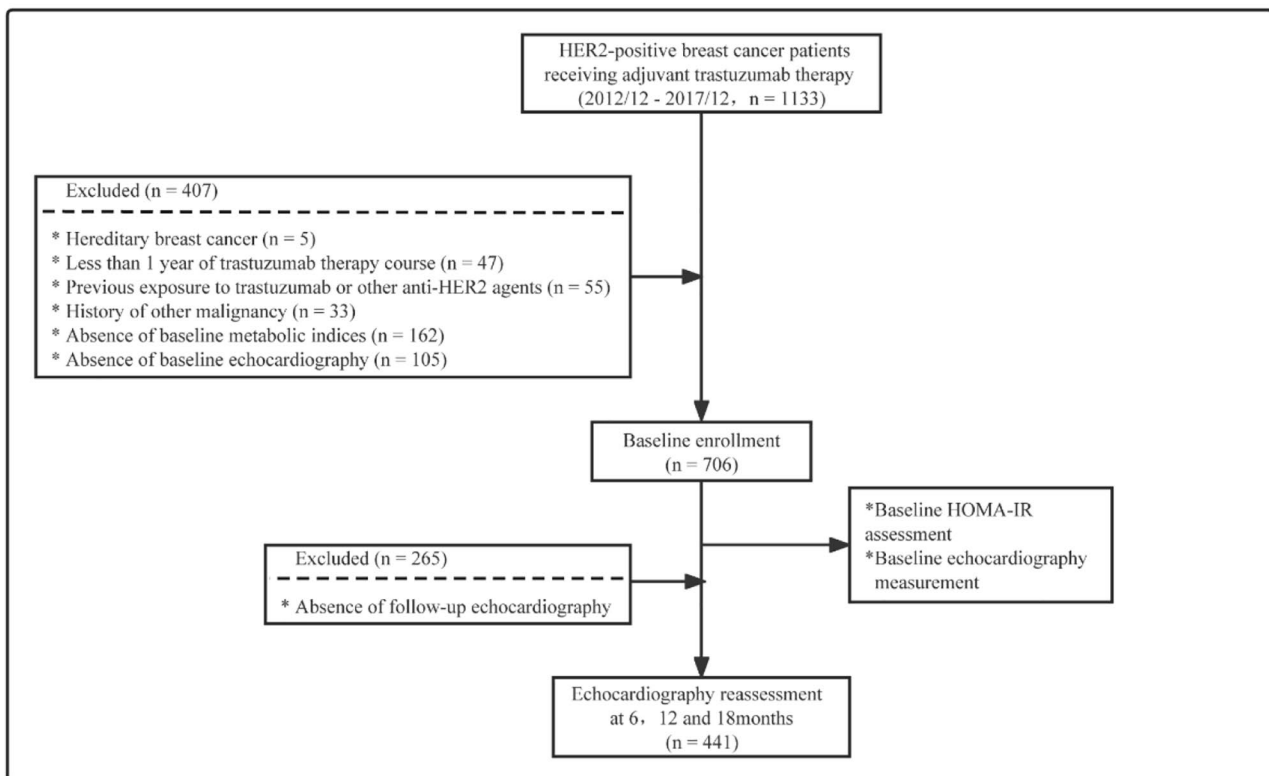 HER2-positive breast cancer patients
receiving adjuvant trastuzumab therapy
(2012/12 - 2017/12，n = 1133)
Excluded (n = 407)
* Hereditary breast cancer (n = 5)
* Less than 1 year of trastuzumab therapy course (n = 47)
* Previous exposure to trastuzumab or other anti-HER2 agents (n = 55)
* History of other malignancy (n = 33)
* Absence of baseline metabolic indices (n = 162)
* Absence of baseline echocardiography (n = 105)
Baseline enrollment
(n = 706)
*Baseline HOMA-IR
assessment
*Baseline echocardiography
measurement
Excluded (n = 265)
* Absence of follow-up echocardiography
Echocardiography reassessment
at 6，12 and 18months
(n = 441)